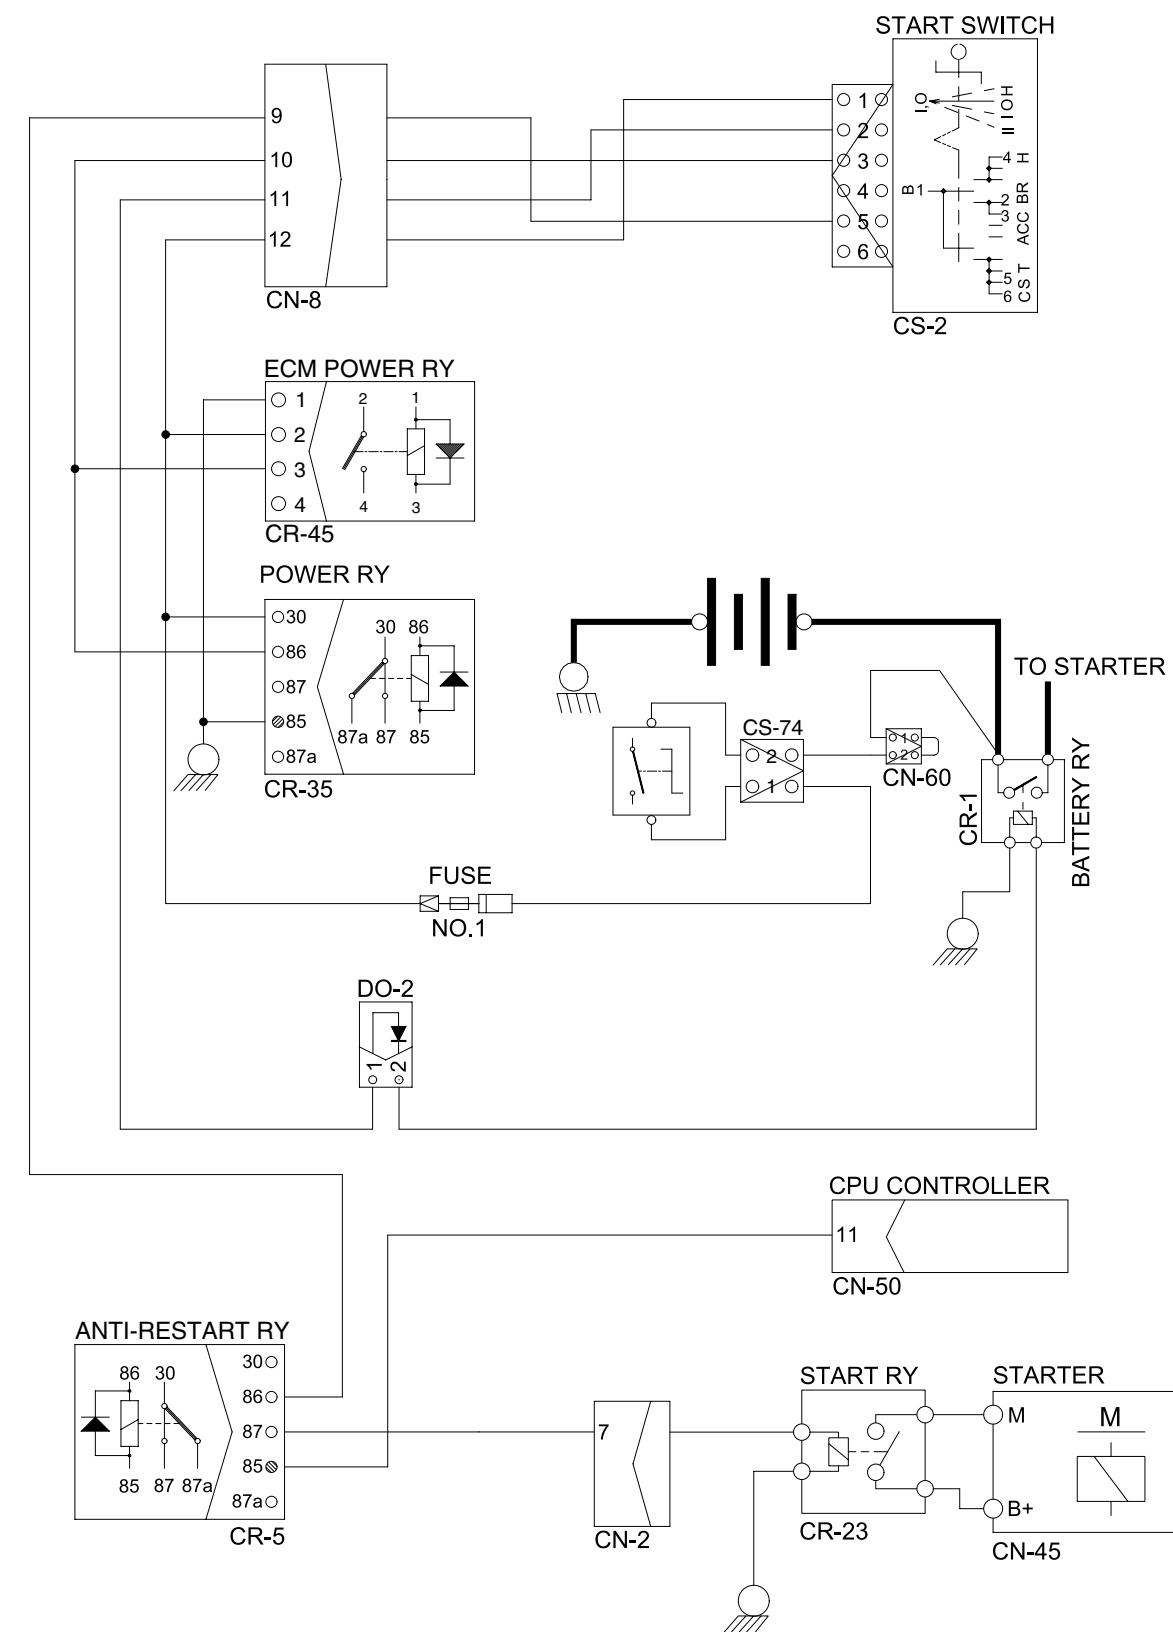 START SWITCH
I,O
H
O
I
II
1
2
3
4
5
6
B 1
4 H
2 BR
3 ACC
5 C S T
6
CS-2
9
10
11
12
CN-8
ECM POWER RY
1
2
3
4
2 1
4 3
CR-45
POWER RY
30
86
87
85
87a
30 86
87a 87 85
CR-35
TO STARTER
CS-74
2
1
1
2
CN-60
CR-1
BATTERY RY
FUSE
NO.1
DO-2
1 2
CPU CONTROLLER
11
CN-50
ANTI-RESTART RY
86 30
85 87 87a
30
86
87
85
87a
CR-5
7
CN-2
START RY
CR-23
STARTER
M
B+
M
CN-45